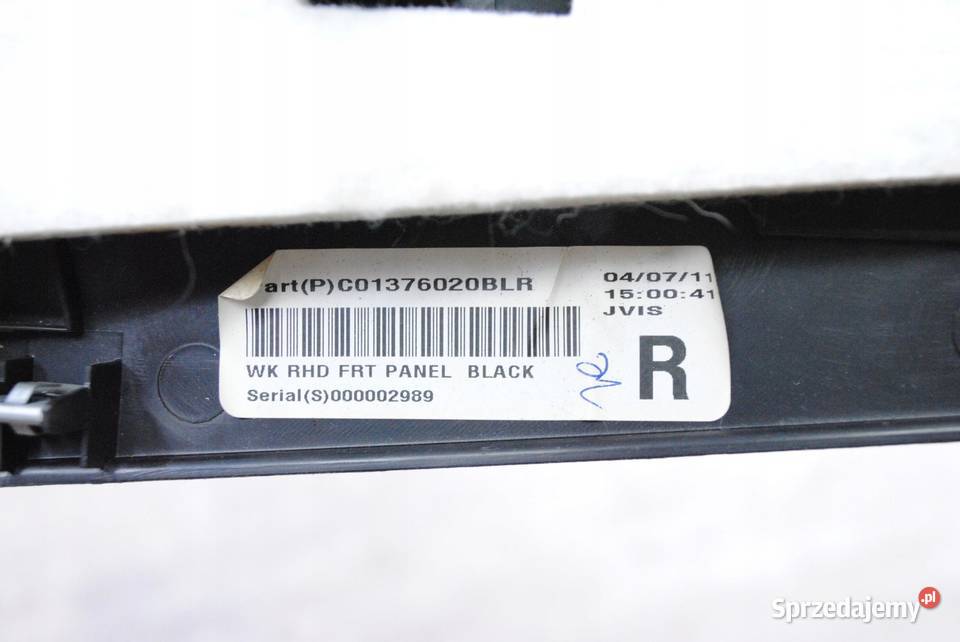 art(P)C01376020BLR
04/07/11
15:00:41
JVIS
WK RHD FRT PANEL BLACK
R
Serial(S)000002989
Sprzedajemy.pl